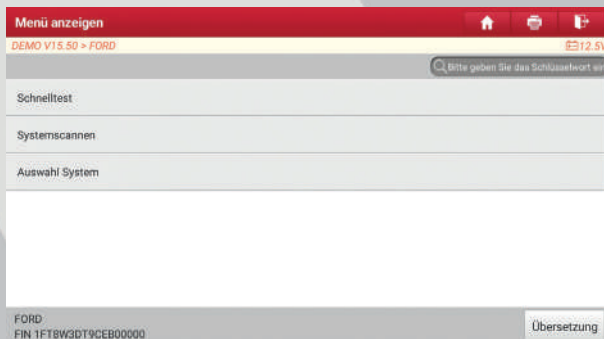 Menü anzeigen
DEMO V15.50 > FORD
12.5V
Bitte geben Sie das Schlüsselwort ein
Schnelltest
Systemscannen
Auswahl System
FORD
FIN 1FT8W3DT9CEB00000
Übersetzung